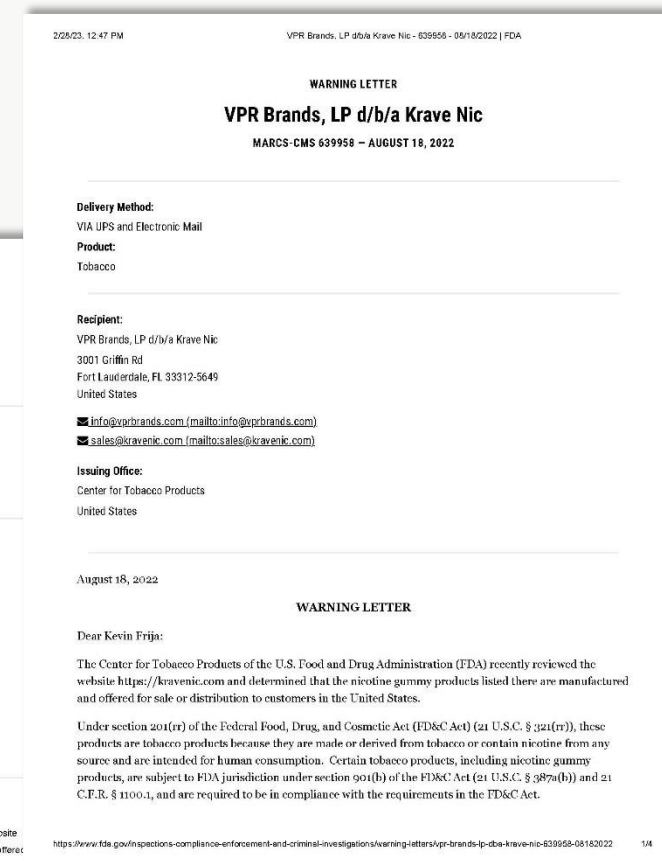 2/28/23, 12:47 PM
VPR Brands, LP d/b/a Krave Nic - 639958 - 08/18/2022 | FDA
WARNING LETTER
VPR Brands, LP d/b/a Krave Nic
MARCS-CMS 639958 — AUGUST 18, 2022
Delivery Method:
VIA UPS and Electronic Mail
Product:
Tobacco
Recipient:
VPR Brands, LP d/b/a Krave Nic
3001 Griffin Rd
Fort Lauderdale, FL 33312-5649
United States
info@vprbrands.com (mailto:info@vprbrands.com)
sales@kravenic.com (mailto:sales@kravenic.com)
Issuing Office:
Center for Tobacco Products
United States
August 18, 2022
WARNING LETTER
Dear Kevin Frija:
The Center for Tobacco Products of the U.S. Food and Drug Administration (FDA) recently reviewed the
website https://kravenic.com and determined that the nicotine gummy products listed there are manufactured
and offered for sale or distribution to customers in the United States.
Under section 201(rr) of the Federal Food, Drug, and Cosmetic Act (FD&C Act) (21 U.S.C. § 321(rr)), these
products are tobacco products because they are made or derived from tobacco or contain nicotine from any
source and are intended for human consumption. Certain tobacco products, including nicotine gummy
products, are subject to FDA jurisdiction under section 901(b) of the FD&C Act (21 U.S.C. § 387a(b)) and 21
C.F.R. § 1100.1, and are required to be in compliance with the requirements in the FD&C Act.
https://www.fda.gov/inspections-compliance-enforcement-and-criminal-investigations/warning-letters/vpr-brands-lp-dba-krave-nic-639958-08182022
1/4